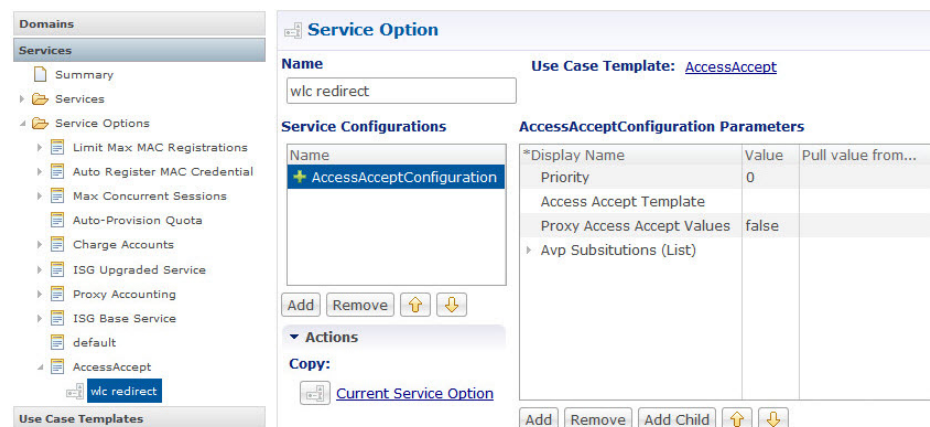 Domains
Services
Summary
Services
Service Options
Limit Max MAC Registrations
Auto Register MAC Credential
Max Concurrent Sessions
Auto-Provision Quota
Charge Accounts
ISG Upgraded Service
Proxy Accounting
ISG Base Service
default
AccessAccept
wlc redirect
Use Case Templates
Service Option
Name Use Case Template: AccessAccept
wlc redirect
Service Configurations
Name
AccessAcceptConfiguration
Add Remove
Actions
Copy:
Current Service Option
AccessAcceptConfiguration Parameters
*Display Name Value Pull value from...
Priority 0
Access Accept Template
Proxy Access Accept Values false
Avp Subsitutions (List)
Add Remove Add Child